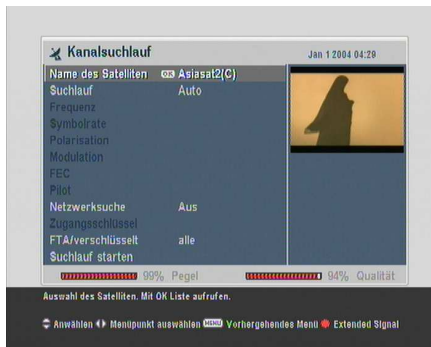 Kanalsuchlauf
Jan 1 2004 04:29
Name des Satelliten OK Asiasat2(C)
Suchlauf Auto
Frequenz
Symbolrate
Polarisation
Modulation
FEC
Pilot
Netzwerksuche Aus
Zugangsschlüssel
FTA/verschlüsselt alle
Suchlauf starten
99% Pegel 94% Qualität
Auswahl des Satelliten. Mit OK Liste aufrufen.
Anwählen Menüpunkt auswählen MENU Vorhergehendes Menü Extended Signal